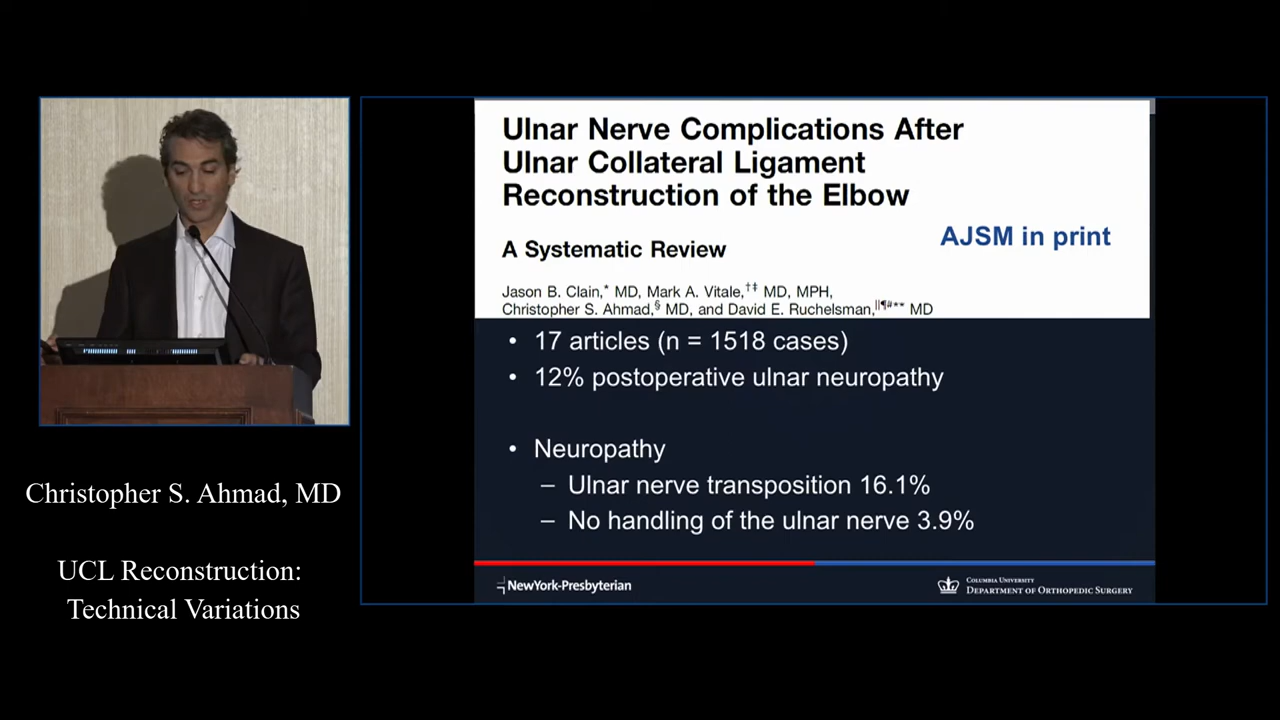 Ulnar Nerve Complications After
Ulnar Collateral Ligament
Reconstruction of the Elbow
AJSM in print
A Systematic Review
Jason B. Clain,* MD, Mark A. Vitale,†‡ MD, MPH,
Christopher S. Ahmad,§ MD, and David E. Ruchelsman,||¶#** MD
• 17 articles (n = 1518 cases)
• 12% postoperative ulnar neuropathy
• Neuropathy
– Ulnar nerve transposition 16.1%
– No handling of the ulnar nerve 3.9%
NewYork-Presbyterian
COLUMBIA UNIVERSITY
DEPARTMENT OF ORTHOPEDIC SURGERY
Christopher S. Ahmad, MD
UCL Reconstruction:
Technical Variations